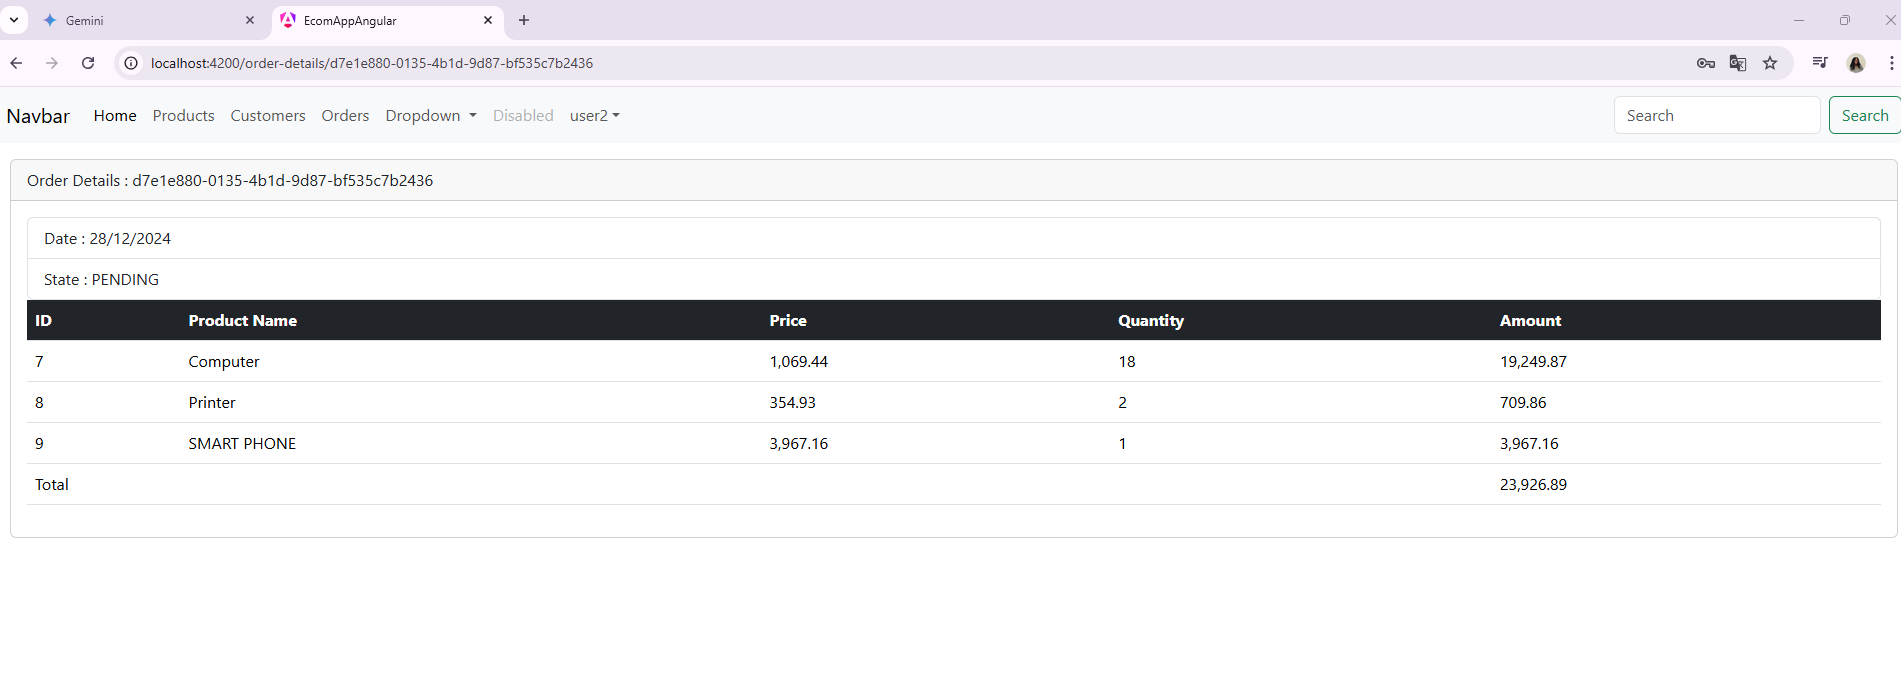 Gemini
EcomAppAngular
localhost:4200/order-details/d7e1e880-0135-4b1d-9d87-bf535c7b2436
Navbar Home Products Customers Orders Dropdown Disabled user2 Search Search
Order Details : d7e1e880-0135-4b1d-9d87-bf535c7b2436
Date : 28/12/2024
State : PENDING
ID Product Name Price Quantity Amount
7 Computer 1,069.44 18 19,249.87
8 Printer 354.93 2 709.86
9 SMART PHONE 3,967.16 1 3,967.16
Total 23,926.89